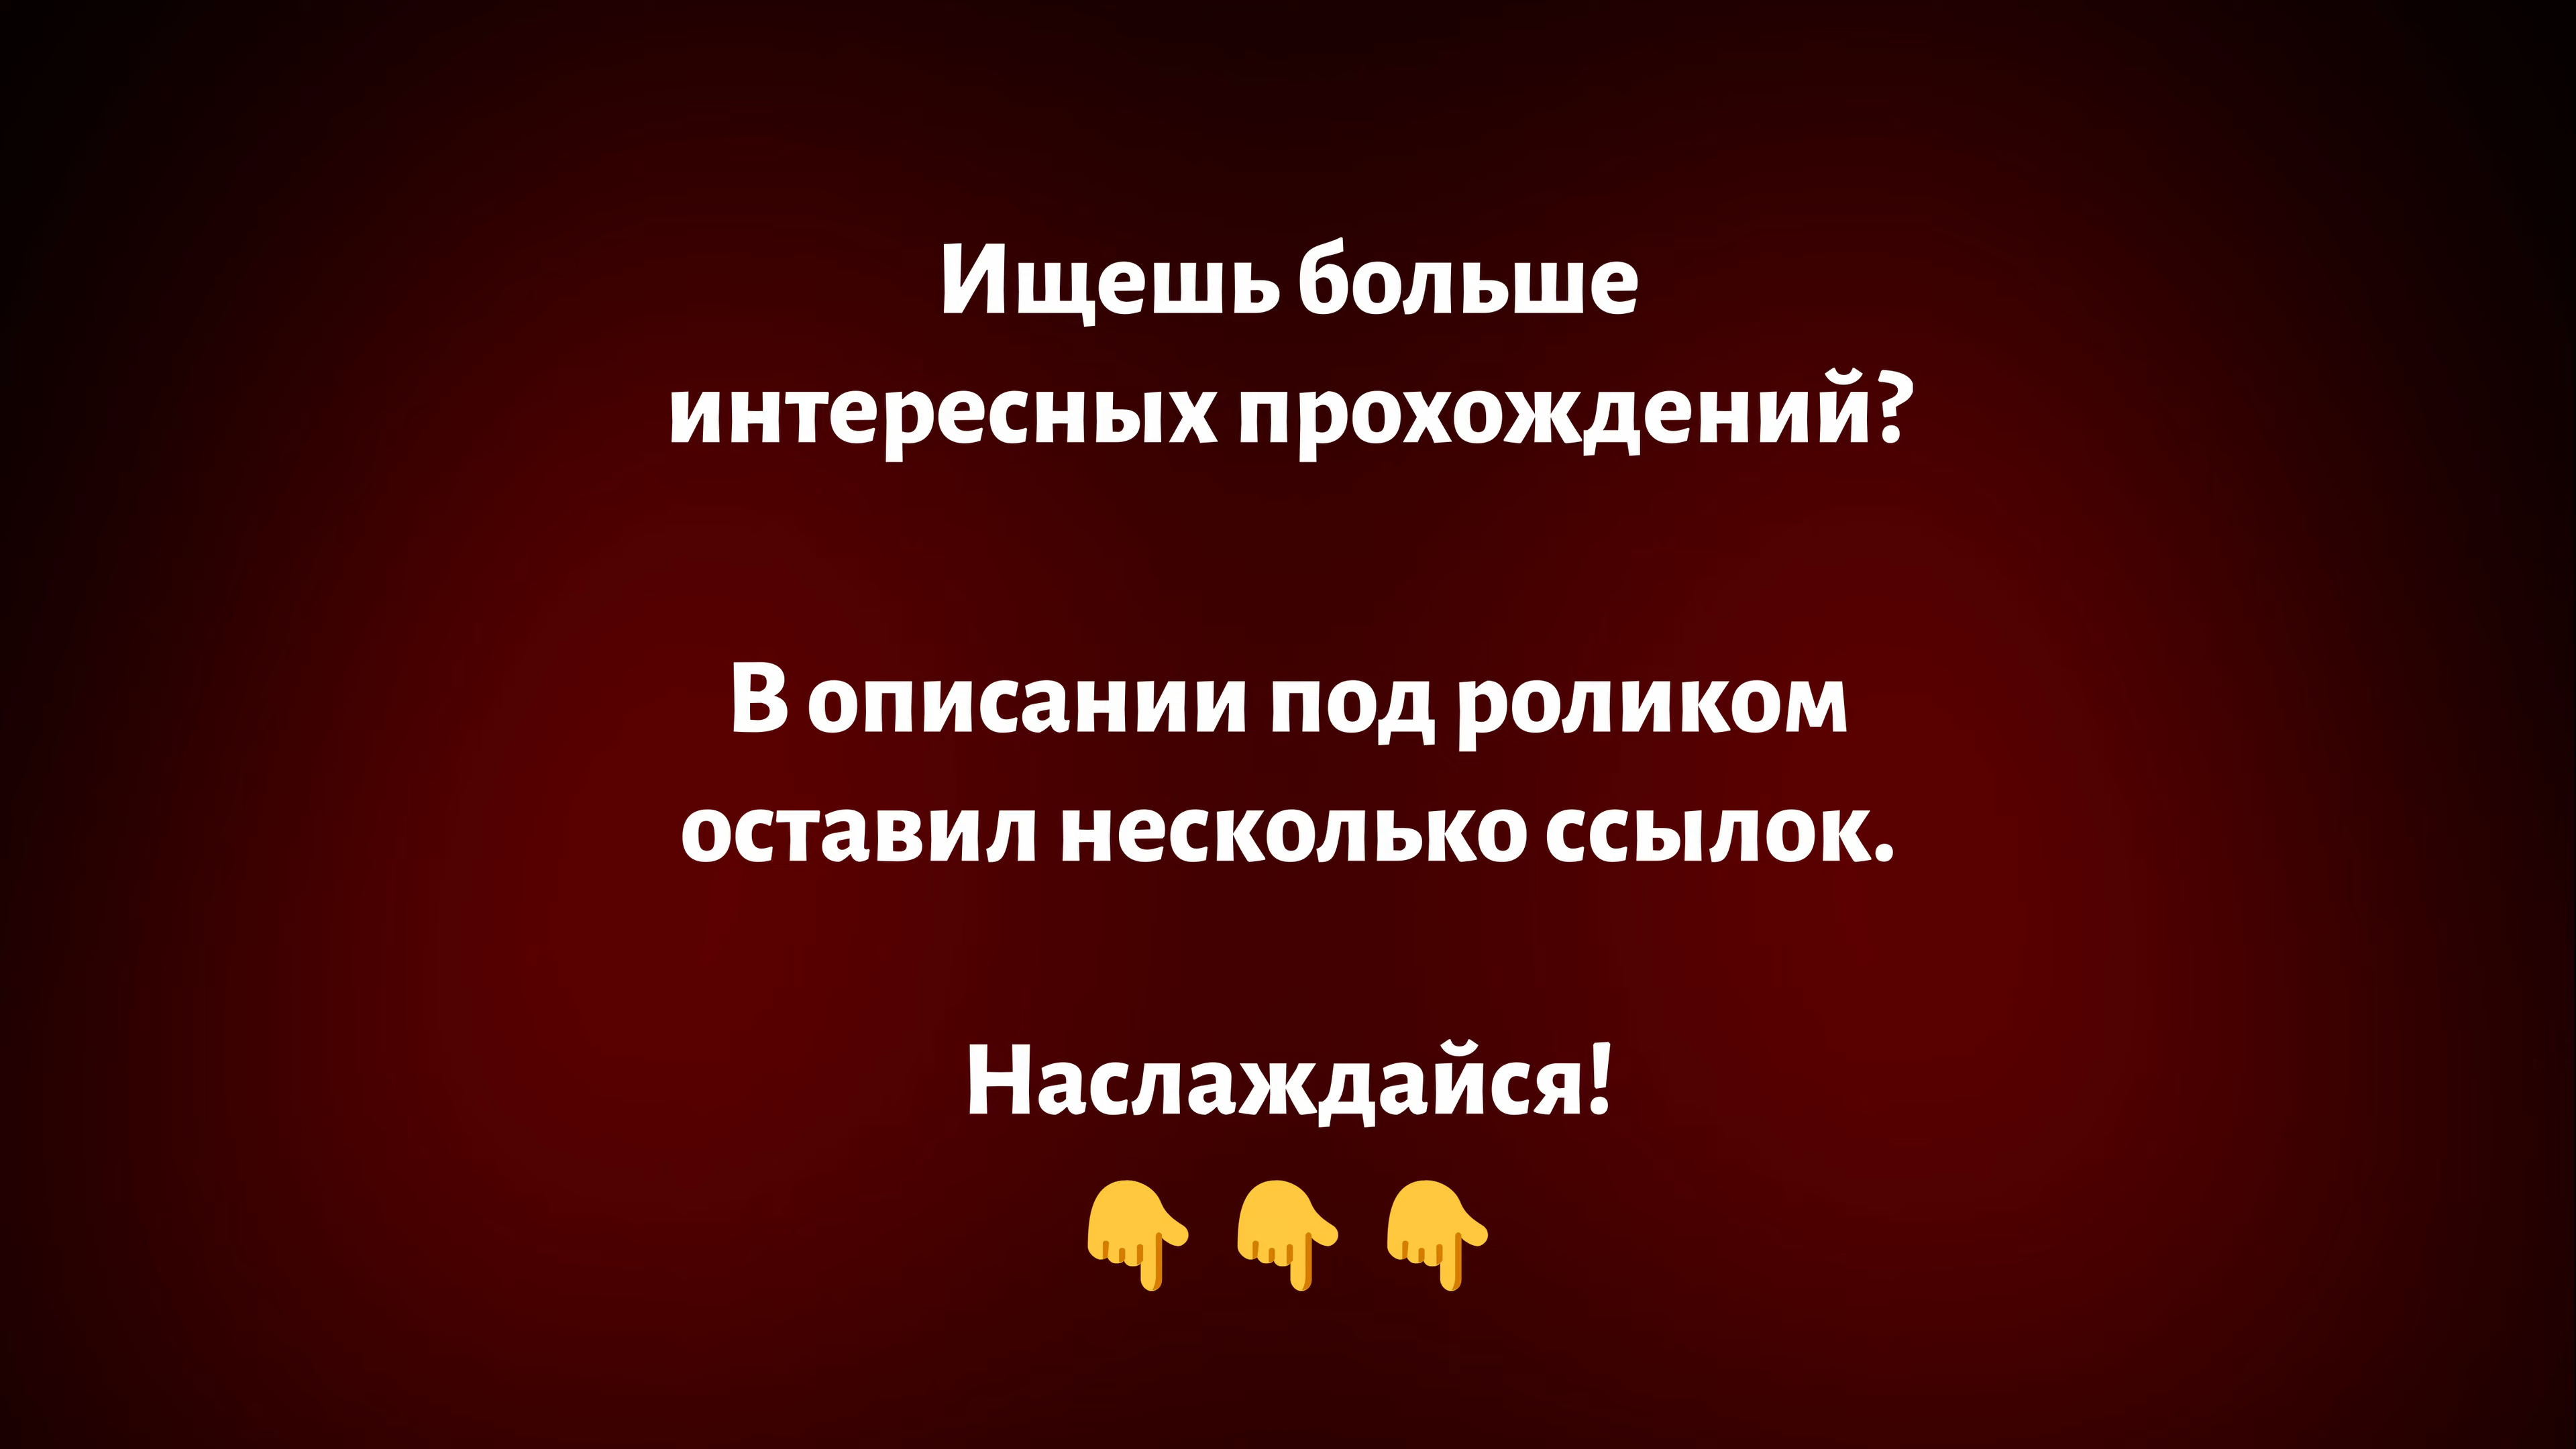 Ищешь больше
интересных прохождений?
В описании под роликом
оставил несколько ссылок.
Наслаждайся!
👇 👇 👇